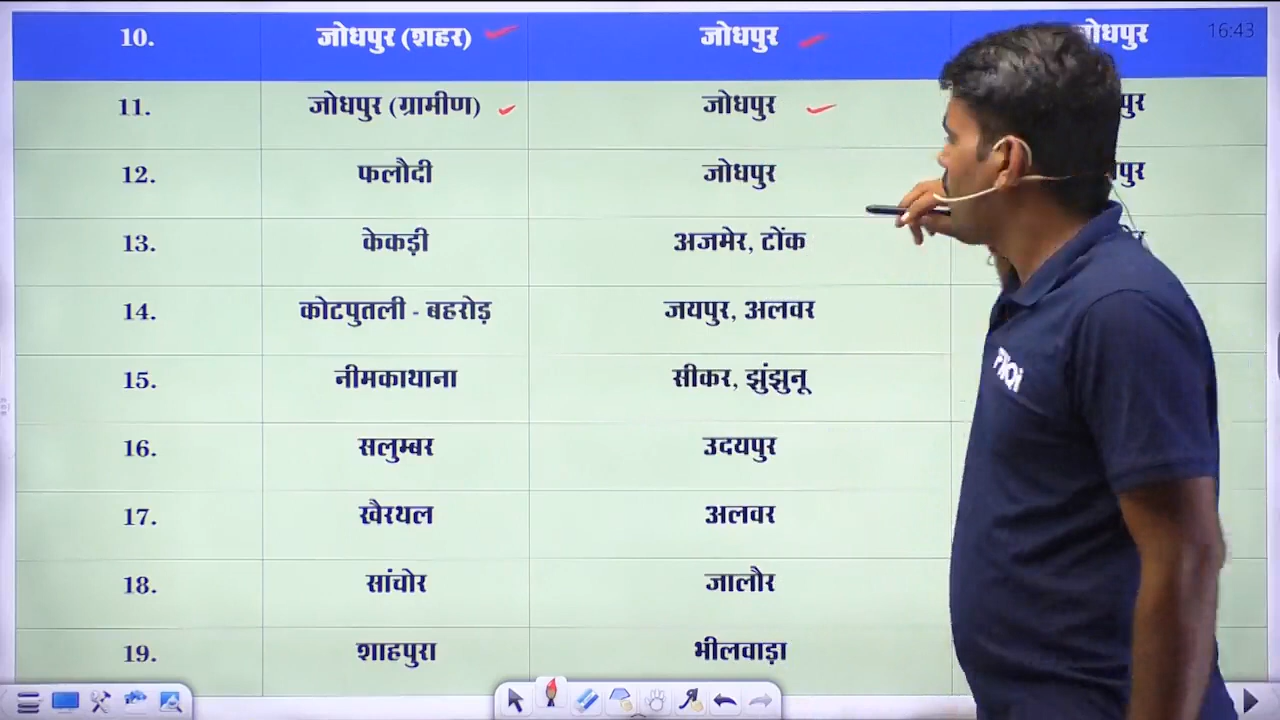 10. जोधपुर (शहर) जोधपुर जोधपुर 16:43
11. जोधपुर (ग्रामीण) जोधपुर
12. फलौदी जोधपुर
13. केकड़ी अजमेर, टोंक
14. कोटपुतली - बहरोड़ जयपुर, अलवर
15. नीमकाथाना सीकर, झुंझुनू
16. सलुम्बर उदयपुर
17. खैरथल अलवर
18. सांचोर जालौर
19. शाहपुरा भीलवाड़ा